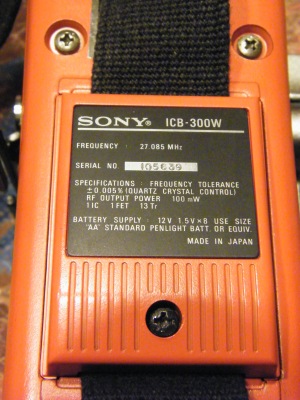 SONY® ICB-300W
FREQUENCY : 27.085 MHz
SERIAL NO 105639
SPECIFICATIONS : FREQUENCY TOLERANCE
±0.005% (QUARTZ CRYSTAL CONTROL)
RF OUTPUT POWER 100 mW
1 IC 1 FET 13 Tr
BATTERY SUPPLY : 12V 1.5V×8 USE SIZE
"AA" STANDARD PENLIGHT BATT. OR EQUIV.
MADE IN JAPAN